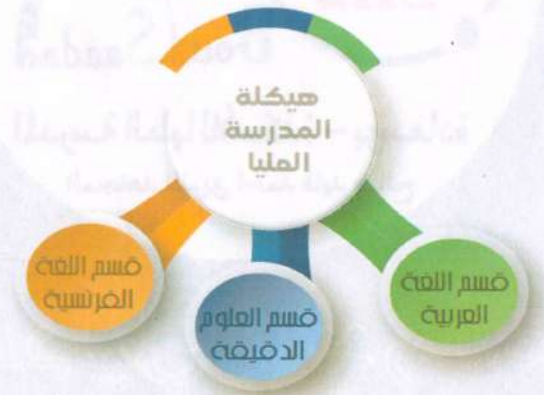 هيكلة
المدرسة
العليا
قسم اللغة
العربية
قسم العلوم
الدقيقة
قسم اللغة
الفرنسية